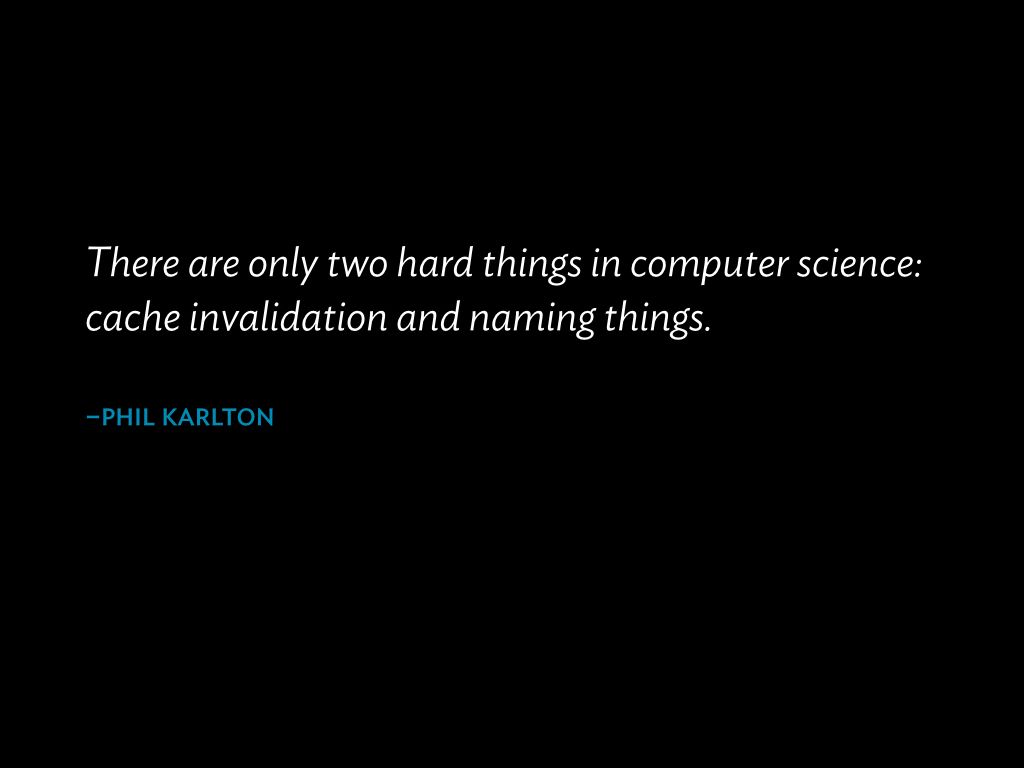 There are only two hard things in computer science:
cache invalidation and naming things.
–PHIL KARLTON